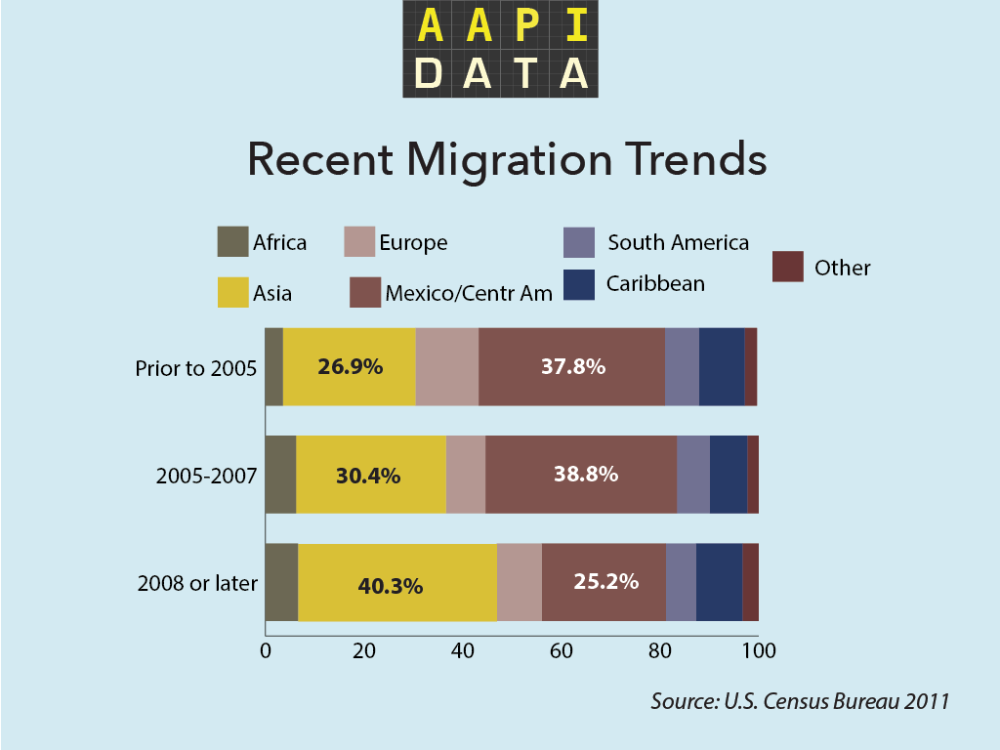 AAPI
DATA
Recent Migration Trends
Africa
Europe
South America
Other
Asia
Mexico/Centr Am
Caribbean
Prior to 2005
26.9%
37.8%
2005-2007
30.4%
38.8%
2008 or later
40.3%
25.2%
0 20 40 60 80 100
Source: U.S. Census Bureau 2011